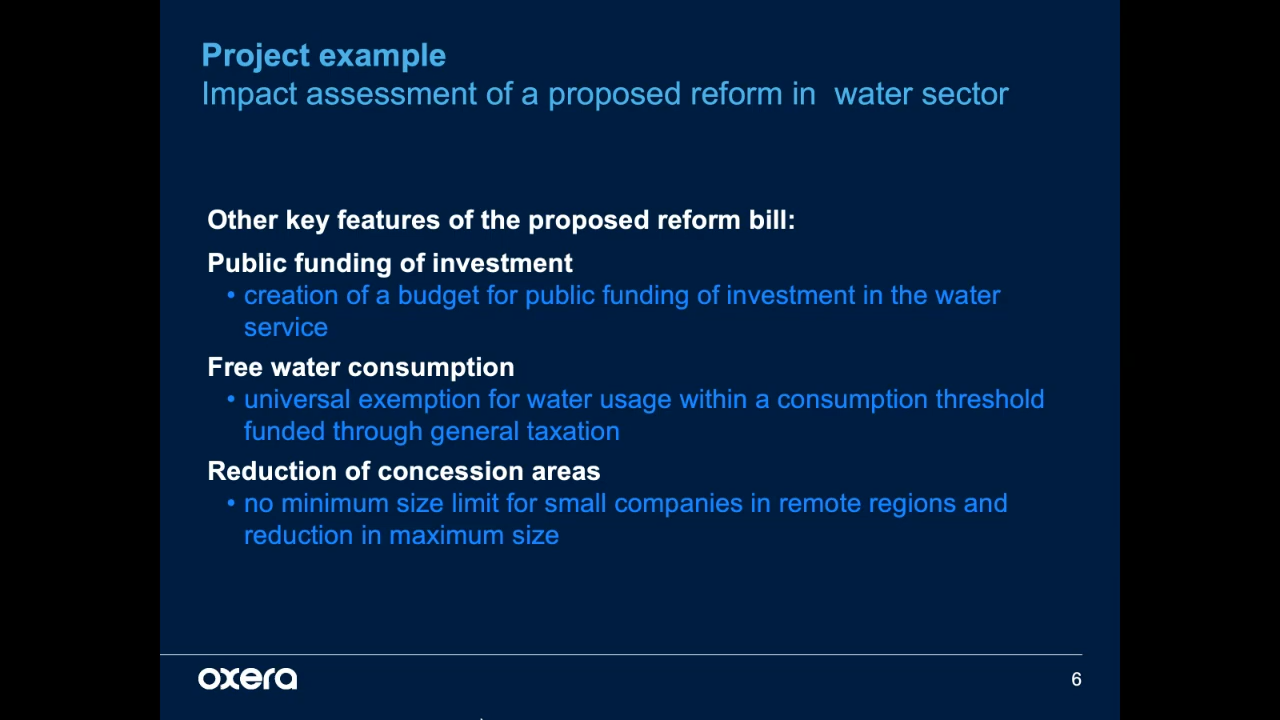 Project example
Impact assessment of a proposed reform in  water sector
Other key features of the proposed reform bill:
Public funding of investment
• creation of a budget for public funding of investment in the water
service
Free water consumption
• universal exemption for water usage within a consumption threshold
funded through general taxation
Reduction of concession areas
• no minimum size limit for small companies in remote regions and
reduction in maximum size
oxera
6